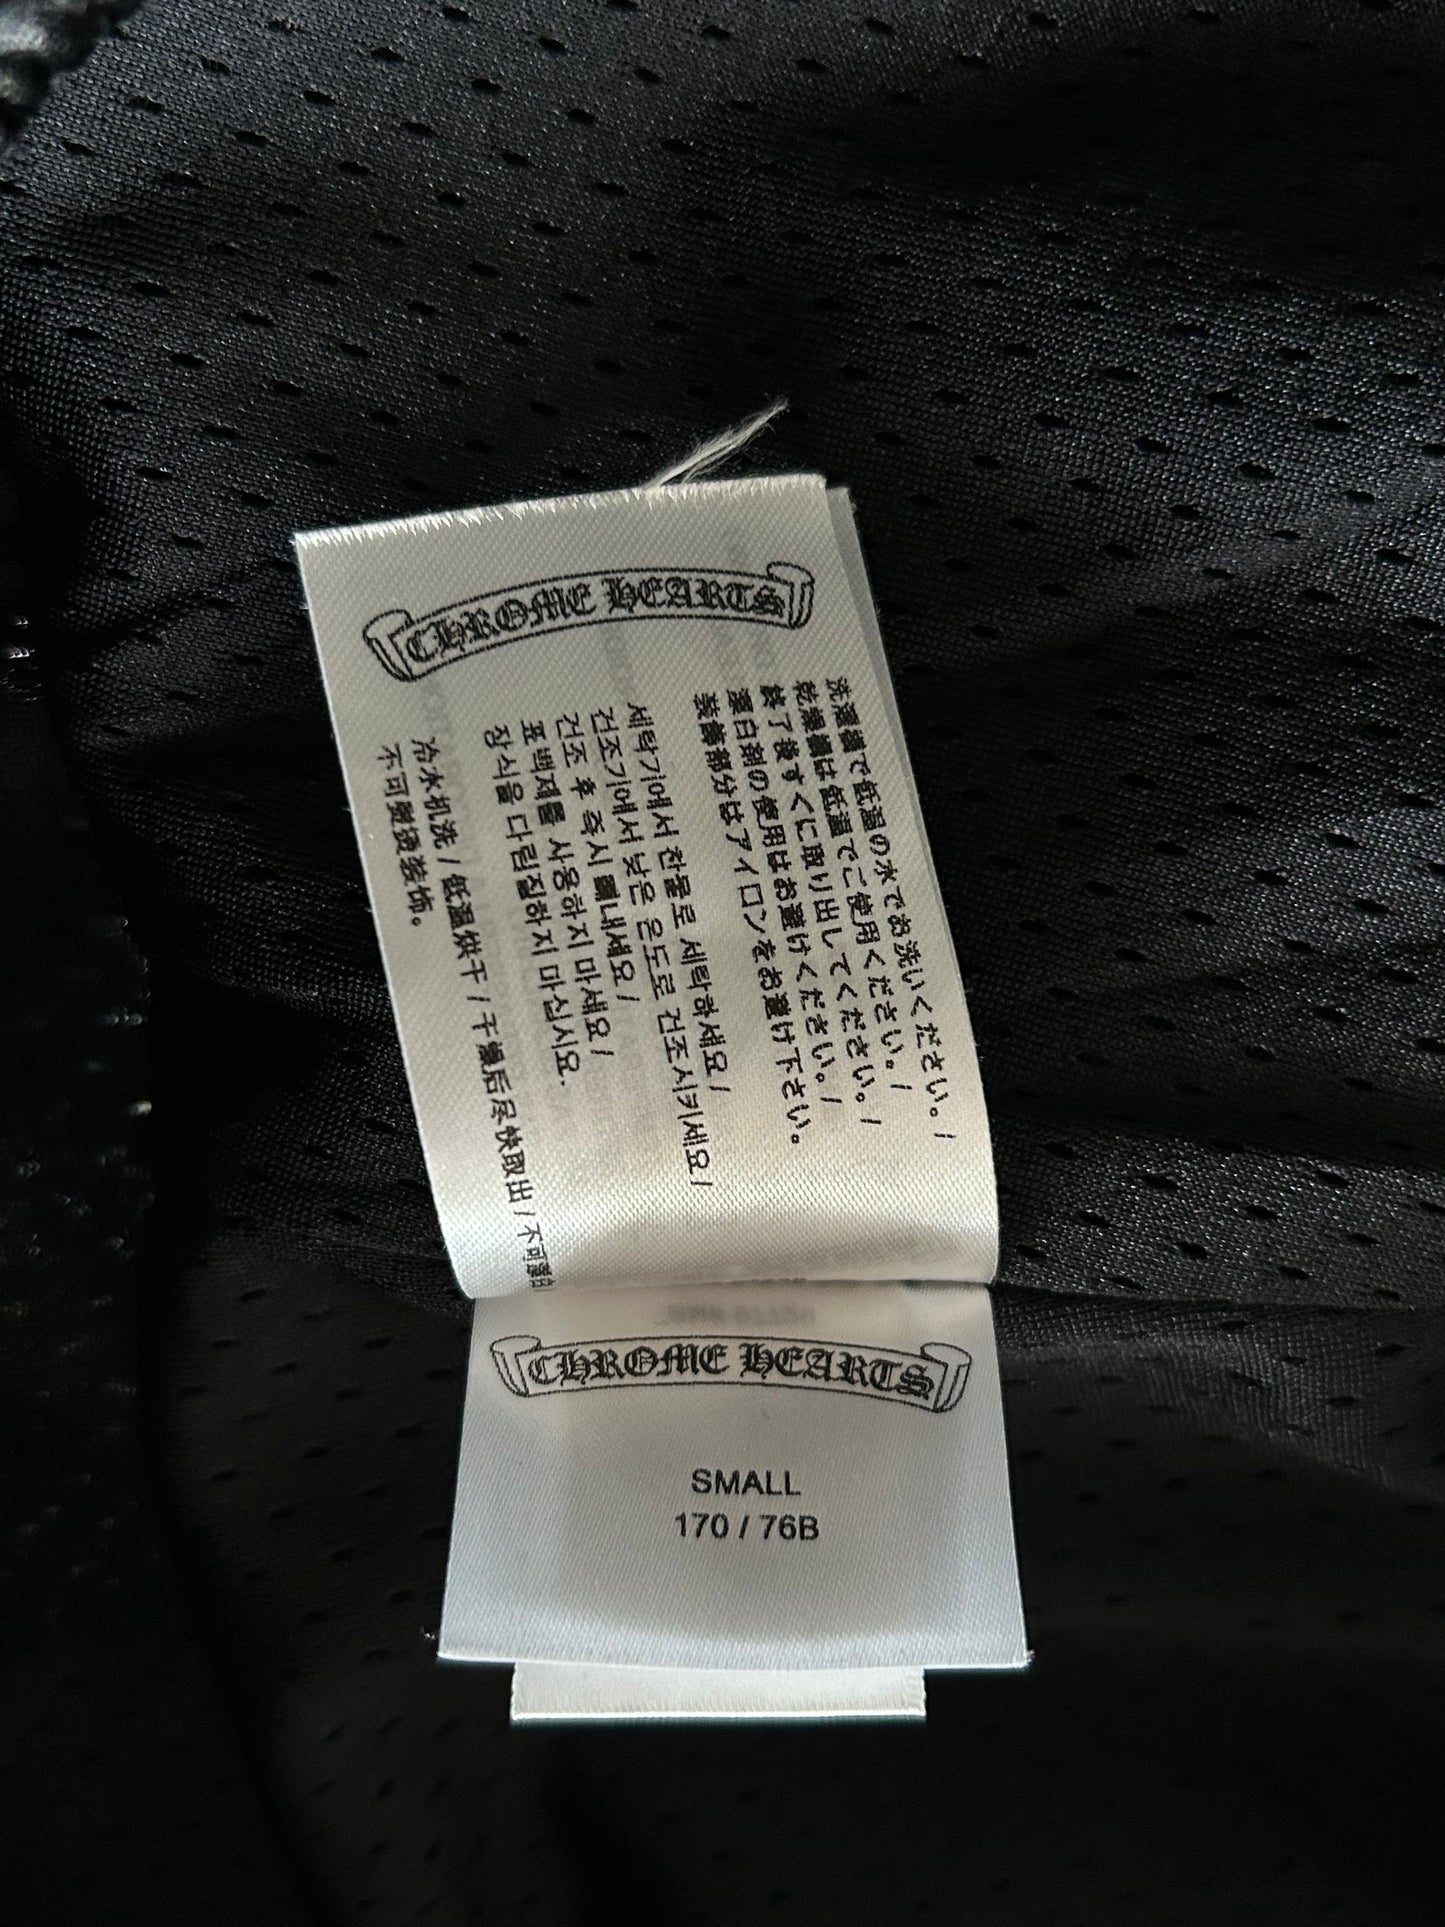 CHROME HEARTS
洗濯機で低温の水でお洗いください。/
乾燥機は低温でご使用ください。/
終了後すぐに取り出してください。/
漂白剤の使用はお避けください。/
装飾部分はアイロンをお避け下さい。
세탁기에서 찬물로 세탁하세요 /
건조기에서 낮은 온도로 건조시키세요 /
건조 후 즉시 빼내세요 /
표백제를 사용하지 마세요 /
장식을 다림질하지 마십시요.
冷水机洗 / 低温烘干 / 干燥后尽快取出 / 不可漂白
不可熨烫装饰。
CHROME HEARTS
SMALL
170 / 76B